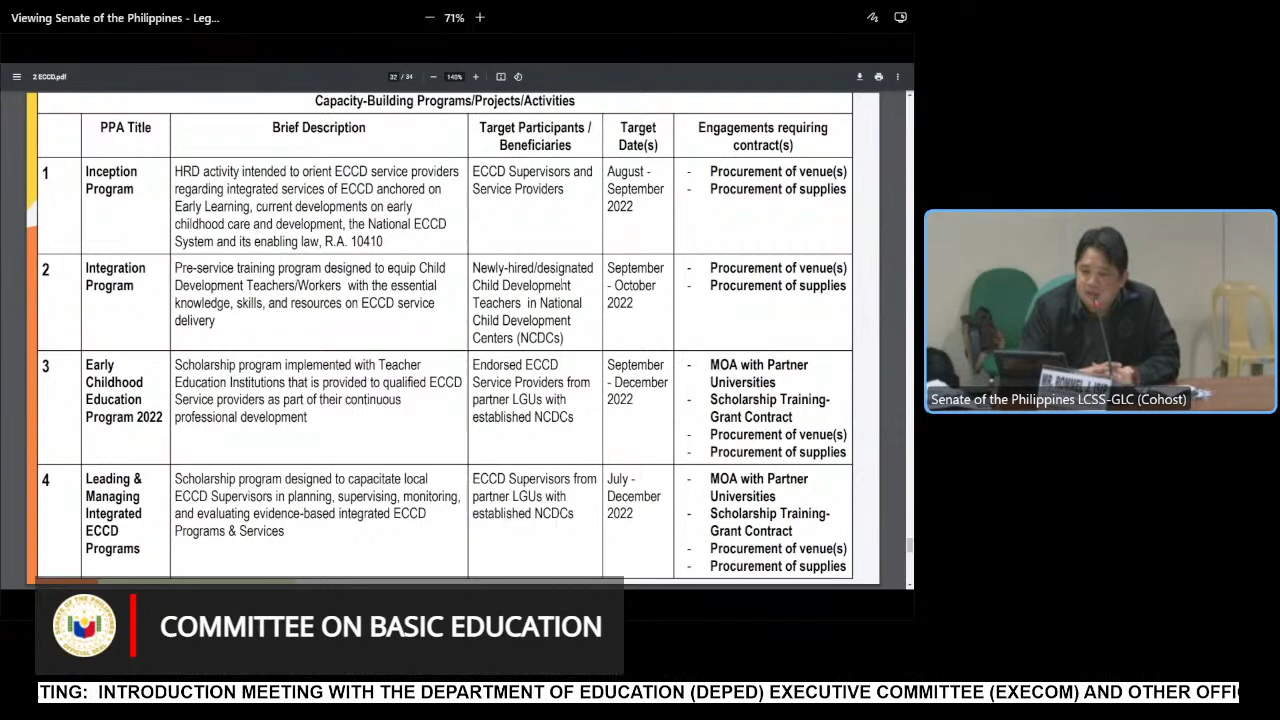 Viewing Senate of the Philippines - Leg...
71%
2 ECCD.pdf
32 / 34
140%
Capacity-Building Programs/Projects/Activities
PPA Title
Brief Description
Target Participants /
Beneficiaries
Target
Date(s)
Engagements requiring
contract(s)
1
Inception
Program
HRD activity intended to orient ECCD service providers
regarding integrated services of ECCD anchored on
Early Learning, current developments on early
childhood care and development, the National ECCD
System and its enabling law, R.A. 10410
ECCD Supervisors and
Service Providers
August -
September
2022
- Procurement of venue(s)
- Procurement of supplies
2
Integration
Program
Pre-service training program designed to equip Child
Development Teachers/Workers with the essential
knowledge, skills, and resources on ECCD service
delivery
Newly-hired/designated
Child Development
Teachers in National
Child Development
Centers (NCDCs)
September
- October
2022
- Procurement of venue(s)
- Procurement of supplies
3
Early
Childhood
Education
Program 2022
Scholarship program implemented with Teacher
Education Institutions that is provided to qualified ECCD
Service providers as part of their continuous
professional development
Endorsed ECCD
Service Providers from
partner LGUs with
established NCDCs
September
- December
2022
- MOA with Partner
Universities
- Scholarship Training-
Grant Contract
- Procurement of venue(s)
- Procurement of supplies
4
Leading &
Managing
Integrated
ECCD
Programs
Scholarship program designed to capacitate local
ECCD Supervisors in planning, supervising, monitoring,
and evaluating evidence-based integrated ECCD
Programs & Services
ECCD Supervisors from
partner LGUs with
established NCDCs
July -
December
2022
- MOA with Partner
Universities
- Scholarship Training-
Grant Contract
- Procurement of venue(s)
- Procurement of supplies
Senate of the Philippines LCSS-GLC (Cohost)
SENATE OF THE PHILIPPINES
OFFICIAL SEAL
COMMITTEE ON BASIC EDUCATION
TING: INTRODUCTION MEETING WITH THE DEPARTMENT OF EDUCATION (DEPED) EXECUTIVE COMMITTEE (EXECOM) AND OTHER OFFI